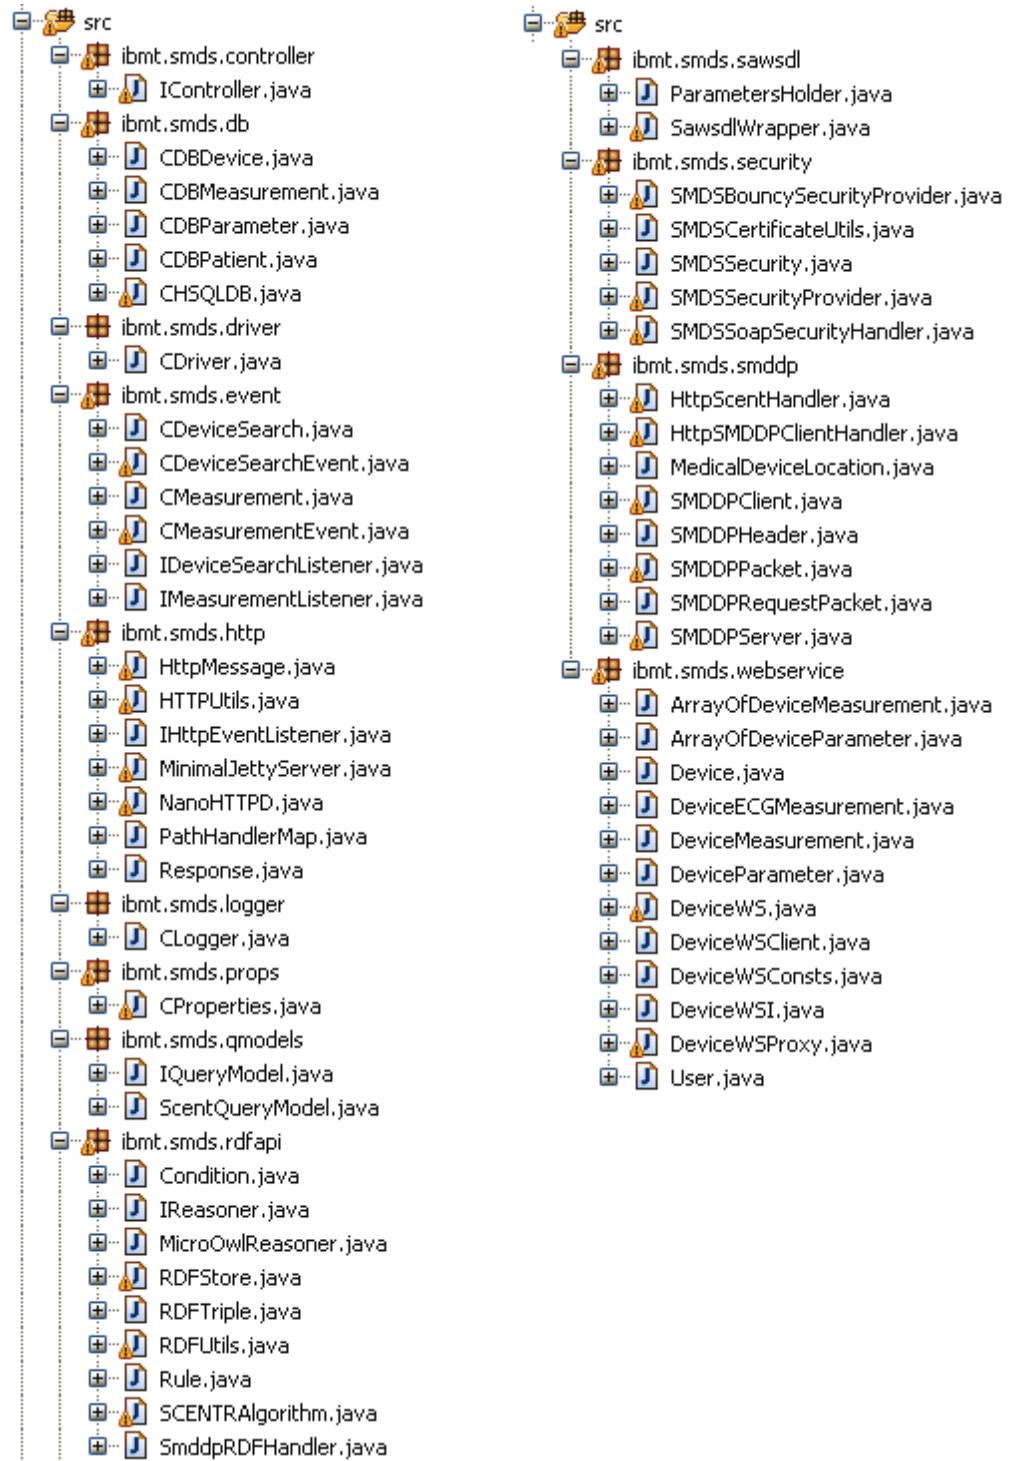 src
ibmt.smds.controller
IController.java
ibmt.smds.db
CDBDevice.java
CDBMeasurement.java
CDBParameter.java
CDBPatient.java
CHSQLDB.java
ibmt.smds.driver
CDriver.java
ibmt.smds.event
CDeviceSearch.java
CDeviceSearchEvent.java
CMeasurement.java
CMeasurementEvent.java
IDeviceSearchListener.java
IMeasurementListener.java
ibmt.smds.http
HttpMessage.java
HTTPUtils.java
IHttpEventListener.java
MinimalJettyServer.java
NanoHTTPD.java
PathHandlerMap.java
Response.java
ibmt.smds.logger
CLogger.java
ibmt.smds.props
CProperties.java
ibmt.smds.qmodels
IQueryModel.java
ScentQueryModel.java
ibmt.smds.rdfapi
Condition.java
IReasoner.java
MicroOwlReasoner.java
RDFStore.java
RDFTriple.java
RDFUtils.java
Rule.java
SCENTRAlgorithm.java
SmddpRDFHandler.java
src
ibmt.smds.sawsdl
ParametersHolder.java
SawsdlWrapper.java
ibmt.smds.security
SMDSBouncySecurityProvider.java
SMDSCertificateUtils.java
SMDSSecurity.java
SMDSSecurityProvider.java
SMDSSoapSecurityHandler.java
ibmt.smds.smddp
HttpScentHandler.java
HttpSMDDPClientHandler.java
MedicalDeviceLocation.java
SMDDPClient.java
SMDDPHeader.java
SMDDPPacket.java
SMDDPRequestPacket.java
SMDDPServer.java
ibmt.smds.webservice
ArrayOfDeviceMeasurement.java
ArrayOfDeviceParameter.java
Device.java
DeviceECGMeasurement.java
DeviceMeasurement.java
DeviceParameter.java
DeviceWS.java
DeviceWSClient.java
DeviceWSConsts.java
DeviceWSI.java
DeviceWSProxy.java
User.java